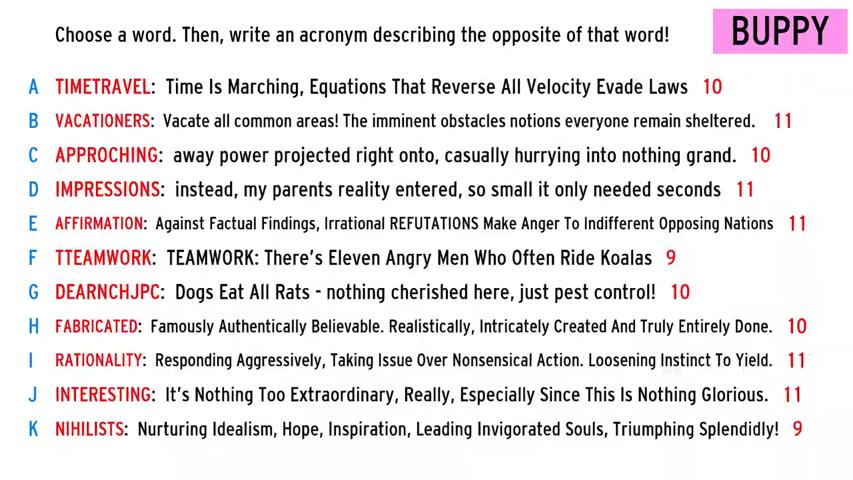 Choose a word. Then, write an acronym describing the opposite of that word!
BUPPY
A TIMETRAVEL: Time Is Marching, Equations That Reverse All Velocity Evade Laws 10
B VACATIONERS: Vacate all common areas! The imminent obstacles notions everyone remain sheltered. 11
C APPROCHING: away power projected right onto, casually hurrying into nothing grand. 10
D IMPRESSIONS: instead, my parents reality entered, so small it only needed seconds 11
E AFFIRMATION: Against Factual Findings, Irrational REFUTATIONS Make Anger To Indifferent Opposing Nations 11
F TTEAMWORK: TEAMWORK: There's Eleven Angry Men Who Often Ride Koalas 9
G DEARNCHJPC: Dogs Eat All Rats - nothing cherished here, just pest control! 10
H FABRICATED: Famously Authentically Believable. Realistically, Intricately Created And Truly Entirely Done. 10
I RATIONALITY: Responding Aggressively, Taking Issue Over Nonsensical Action. Loosening Instinct To Yield. 11
J INTERESTING: It's Nothing Too Extraordinary, Really, Especially Since This Is Nothing Glorious. 11
K NIHILISTS: Nurturing Idealism, Hope, Inspiration, Leading Invigorated Souls, Triumphing Splendidly! 9